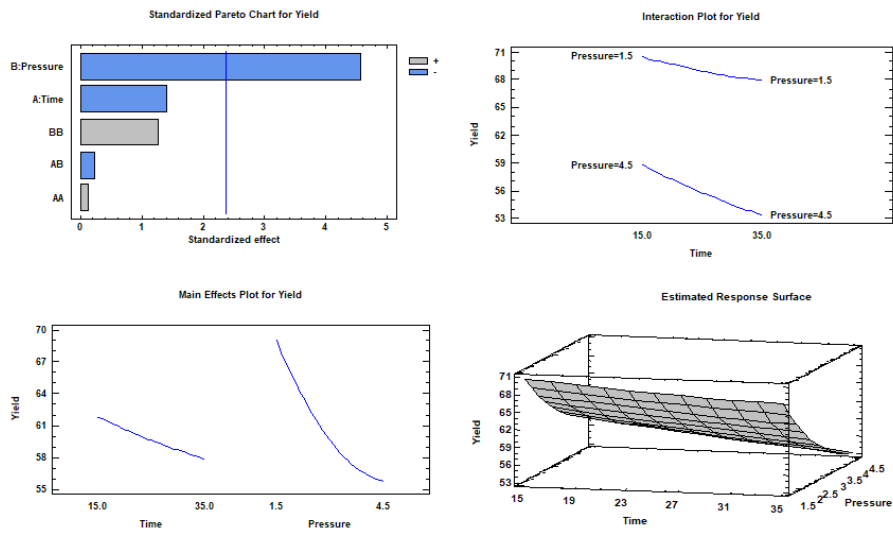 Standardized Pareto Chart for Yield
B:Pressure
A:Time
BB
AB
AA
+
-
0 1 2 3 4 5
Standardized effect
Interaction Plot for Yield
71
68
65
62
59
56
53
Yield
Pressure=1.5
Pressure=1.5
Pressure=4.5
Pressure=4.5
15.0 35.0
Time
Main Effects Plot for Yield
70
67
64
61
58
55
Yield
15.0 35.0 1.5 4.5
Time Pressure
Estimated Response Surface
71
68
65
62
59
56
53
Yield
15 19 23 27 31 35
Time
1.5 2 2.5 3 3.5 4 4.5
Pressure